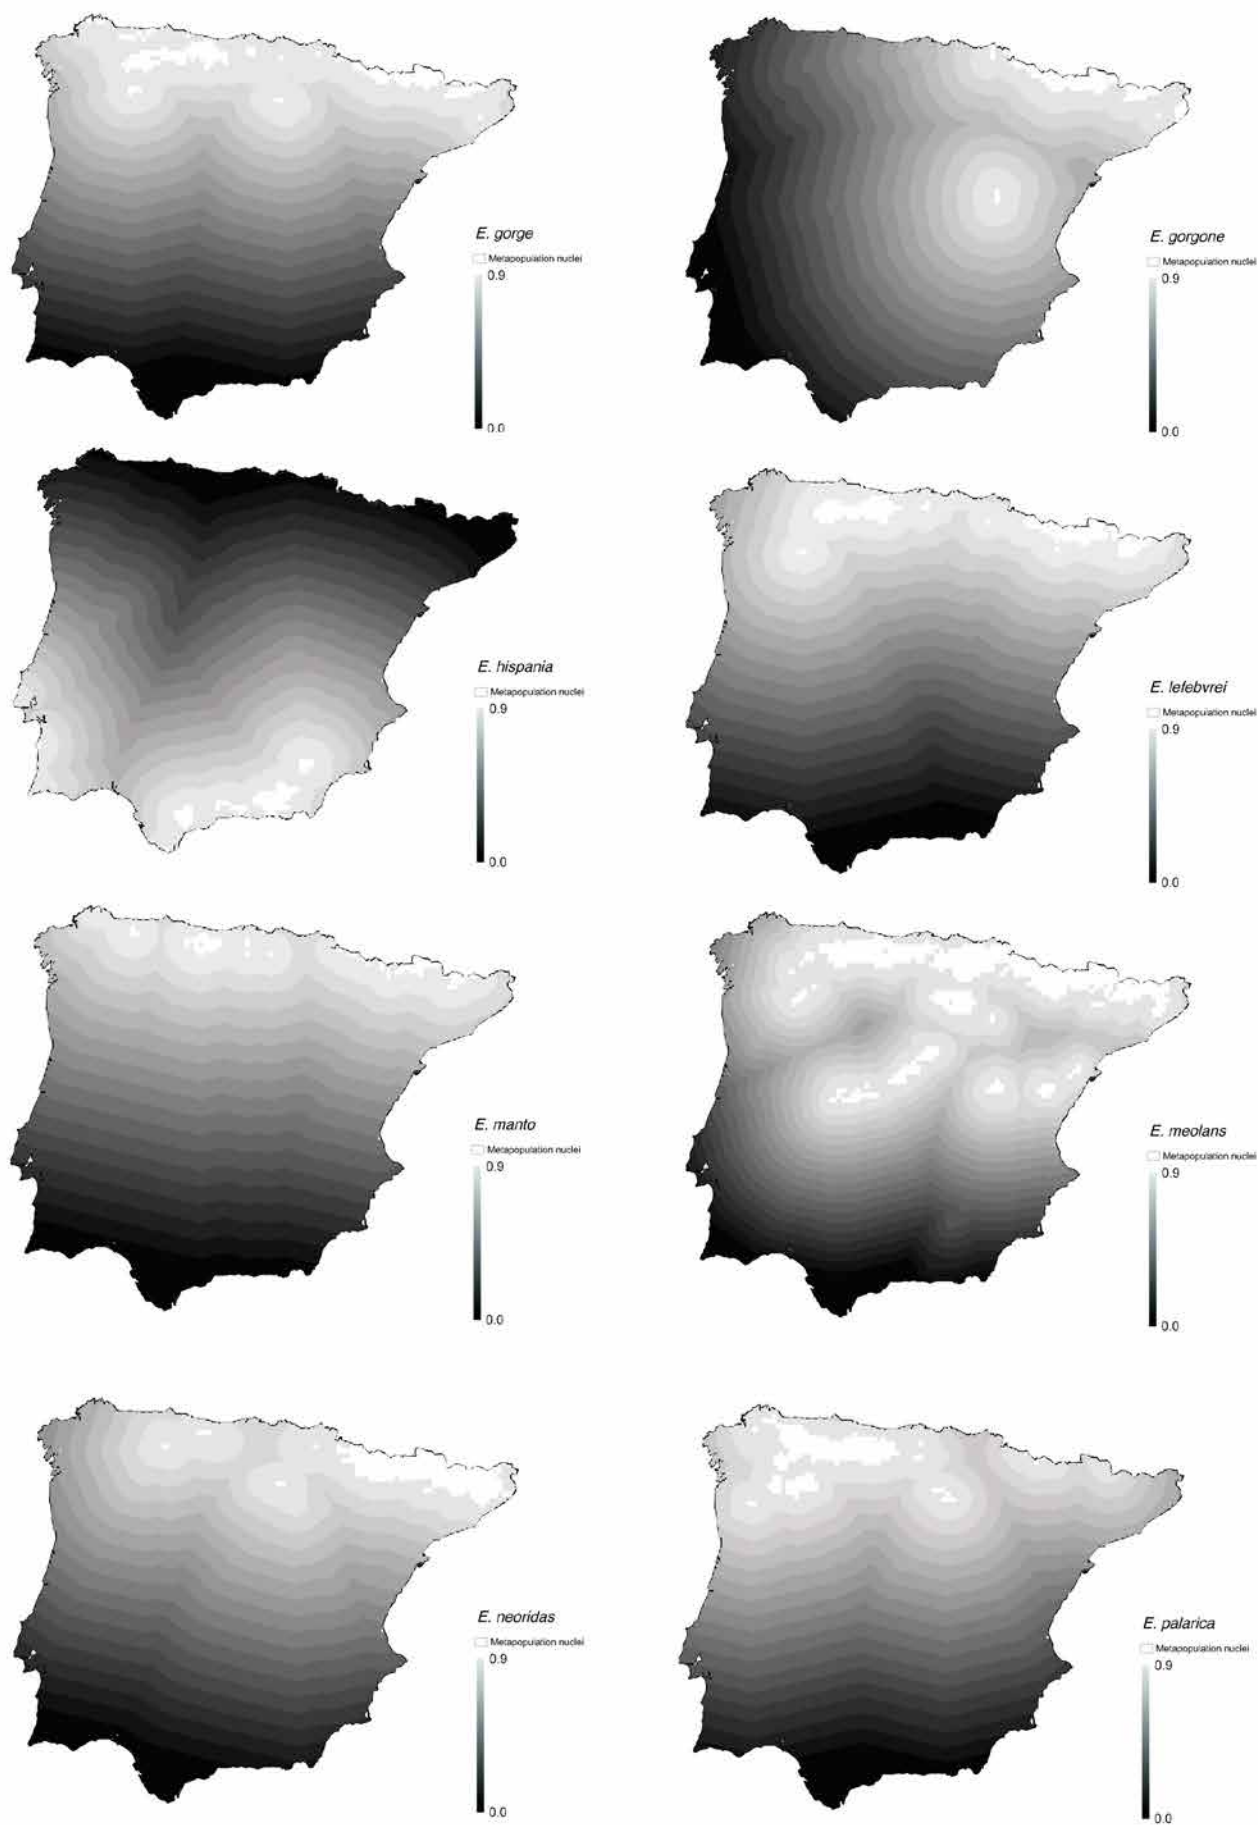 E. gorge
Metapopulation nuclei
0.9
0.0
E. gorgone
Metapopulation nuclei
0.9
0.0
E. hispania
Metapopulation nuclei
0.9
0.0
E. lefebvrei
Metapopulation nuclei
0.9
0.0
E. manto
Metapopulation nuclei
0.9
0.0
E. meolans
Metapopulation nuclei
0.9
0.0
E. neoridas
Metapopulation nuclei
0.9
0.0
E. palarica
Metapopulation nuclei
0.9
0.0